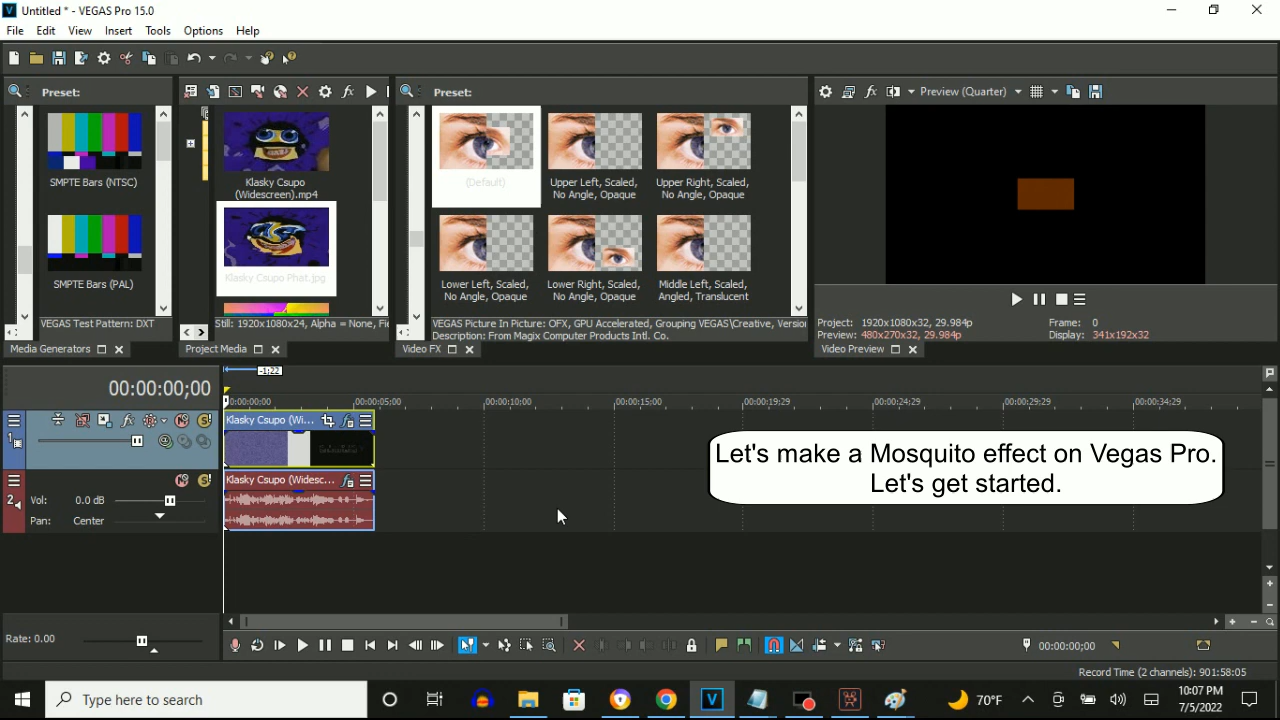 Untitled * - VEGAS Pro 15.0
File Edit View Insert Tools Options Help
Preset:
SMPTE Bars (NTSC)
SMPTE Bars (PAL)
VEGAS Test Pattern: DXT
Media Generators
Klasky Csupo
(Widescreen).mp4
Klasky Csupo Phat.jpg
Still: 1920x1080x24, Alpha = None, Fie
Project Media
Preset:
(Default)
Upper Left, Scaled,
No Angle, Opaque
Upper Right, Scaled,
No Angle, Opaque
Lower Left, Scaled,
No Angle, Opaque
Lower Right, Scaled,
No Angle, Opaque
Middle Left, Scaled,
Angled, Translucent
VEGAS Picture In Picture: OFX, GPU Accelerated, Grouping VEGAS\Creative, Versio
Description: From Magix Computer Products Intl. Co.
Video FX
Preview (Quarter)
Project: 1920x1080x32, 29.984p
Frame: 0
Preview: 480x270x32, 29.984p
Display: 341x192x32
Video Preview
-1;22
00:00:00;00
0:00:00:00 00:00:05;00 00:00:10;00 00:00:15;00 00:00:19;29 00:00:24;29 00:00:29;29 00:00:34;29
1
Klasky Csupo (Wi...
2
Klasky Csupo (Widesc...
Vol: 0.0 dB
Pan: Center
Let's make a Mosquito effect on Vegas Pro.
Let's get started.
Rate: 0.00
00:00:00;00
Record Time (2 channels): 901:58:05
Type here to search
70°F
10:07 PM
7/5/2022